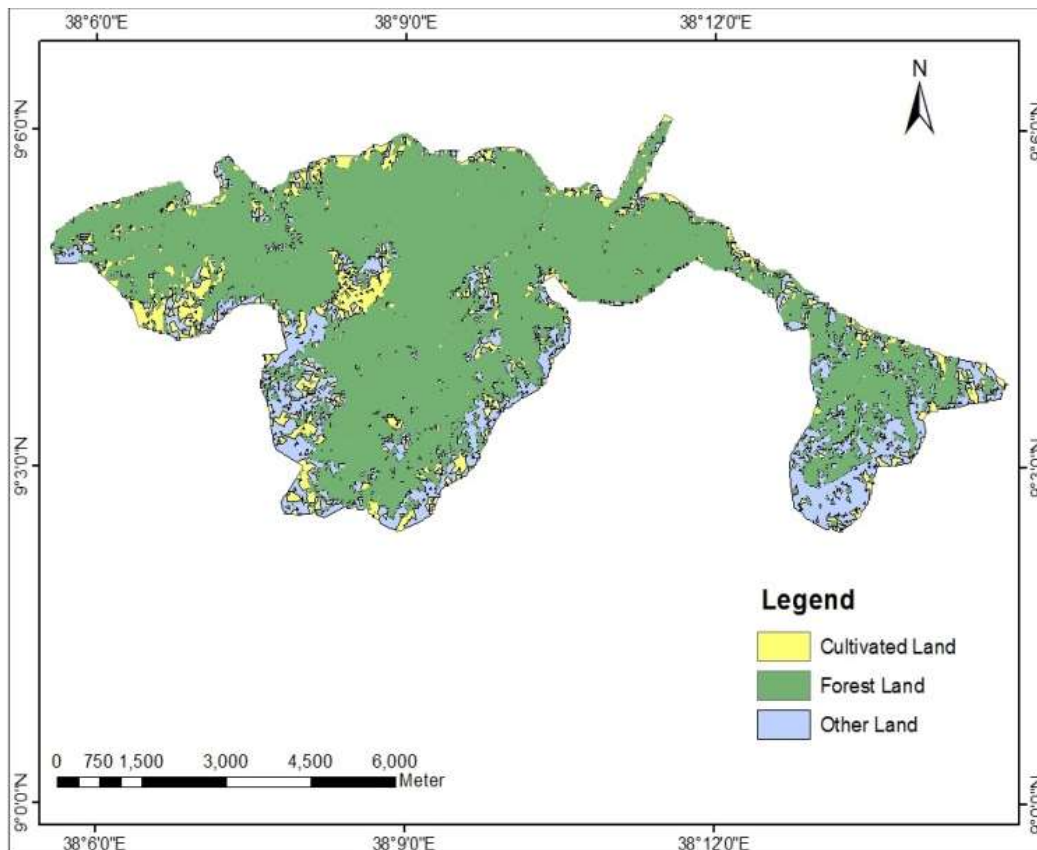 38°6'0"E 38°9'0"E 38°12'0"E
N
9°6'0"N 9°6'0"N
9°3'0"N 9°3'0"N
Legend
Cultivated Land
Forest Land
Other Land
0 750 1,500 3,000 4,500 6,000
Meter
9°0'0"N 9°0'0"N
38°6'0"E 38°9'0"E 38°12'0"E